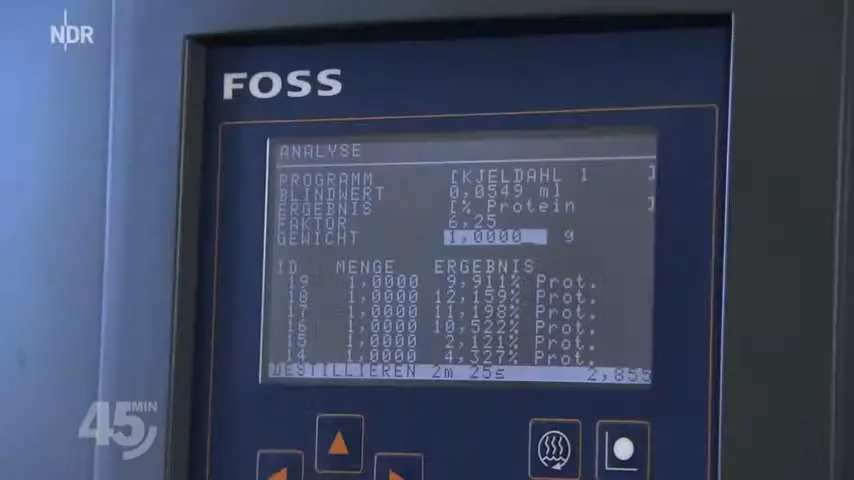 NDR
FOSS
ANALYSE
PROGRAMM [KJELDAHL 1 ]
BLINDWERT 0,0549 ml
ERGEBNIS [% Protein ]
FAKTOR 6,25
GEWICHT 1,0000 g
ID MENGE ERGEBNIS
19 1,0000 9,911% Prot.
18 1,0000 12,159% Prot.
17 1,0000 11,198% Prot.
16 1,0000 10,522% Prot.
15 1,0000 2,121% Prot.
14 1,0000 4,327% Prot.
DESTILLIEREN 2m 25s 2,853
45 MIN